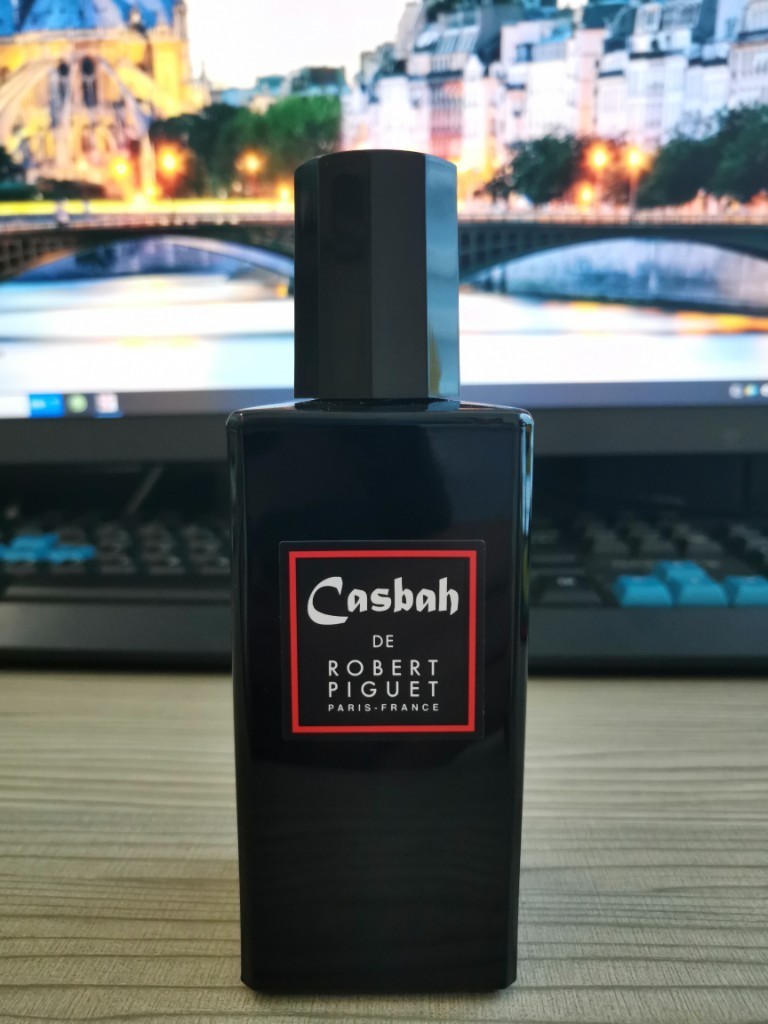 Casbah
DE
ROBERT
PIGUET
PARIS-FRANCE